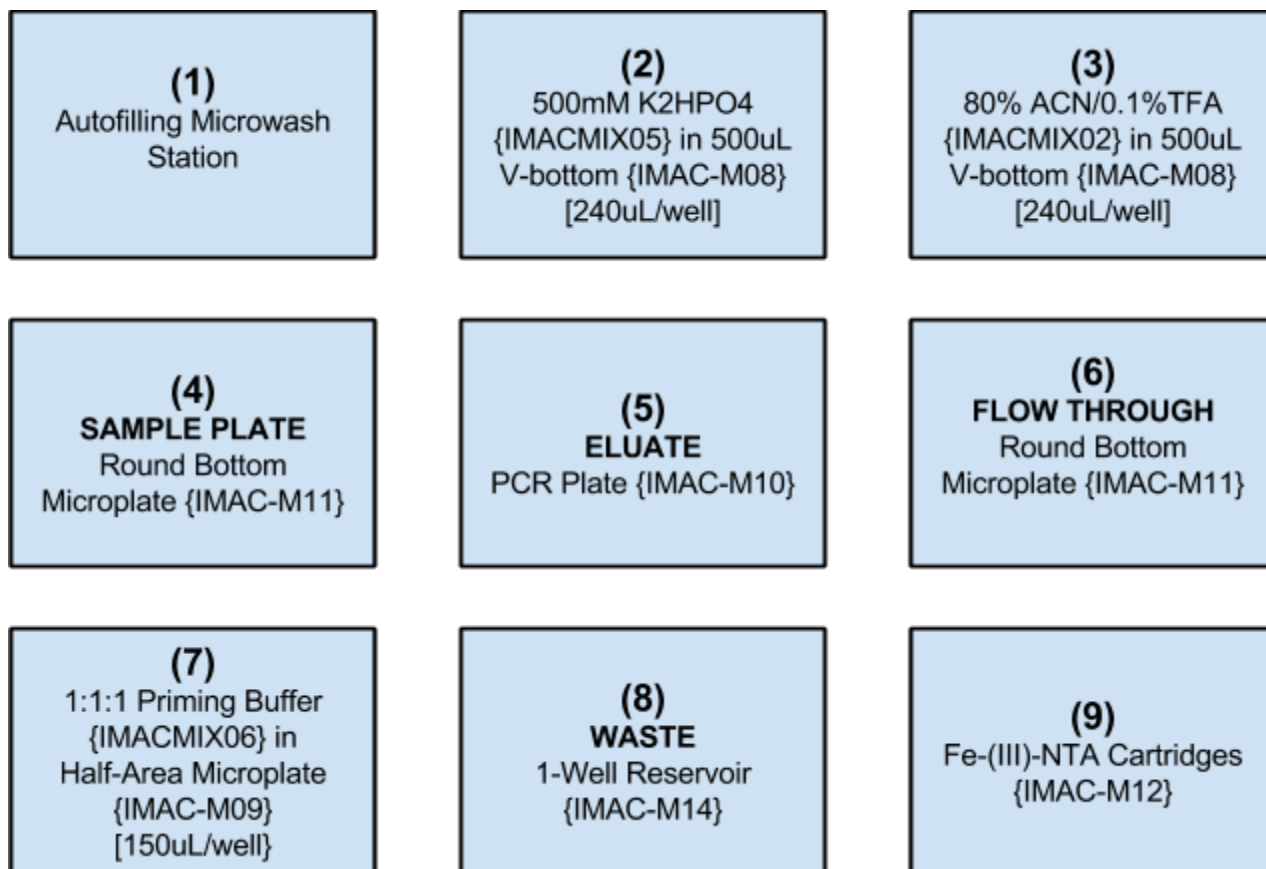 (1)
Autofilling Microwash
Station
(2)
500mM K2HPO4
{IMACMIX05} in 500uL
V-bottom {IMAC-M08}
[240uL/well]
(3)
80% ACN/0.1%TFA
{IMACMIX02} in 500uL
V-bottom {IMAC-M08}
[240uL/well]
(4)
SAMPLE PLATE
Round Bottom
Microplate {IMAC-M11}
(5)
ELUATE
PCR Plate {IMAC-M10}
(6)
FLOW THROUGH
Round Bottom
Microplate {IMAC-M11}
(7)
1:1:1 Priming Buffer
{IMACMIX06} in
Half-Area Microplate
{IMAC-M09}
[150uL/well}
(8)
WASTE
1-Well Reservoir
{IMAC-M14}
(9)
Fe-(III)-NTA Cartridges
{IMAC-M12}